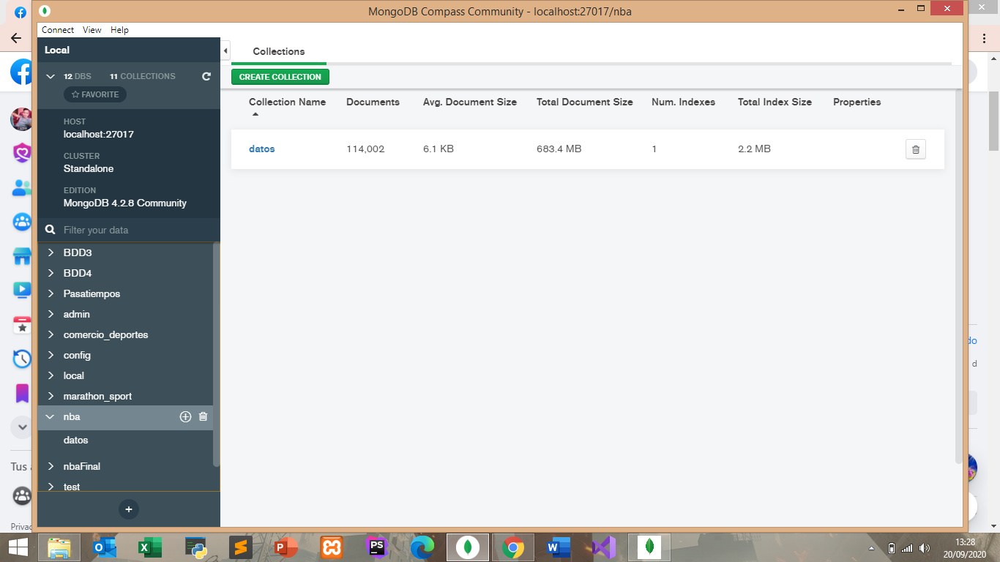 MongoDB Compass Community - localhost:27017/nba
Connect View Help
Local
12 DBS 11 COLLECTIONS
FAVORITE
HOST
localhost:27017
CLUSTER
Standalone
EDITION
MongoDB 4.2.8 Community
Filter your data
BDD3
BDD4
Pasatiempos
admin
comercio_deportes
config
local
marathon_sport
nba
datos
nbaFinal
test
Collections
CREATE COLLECTION
Collection Name Documents Avg. Document Size Total Document Size Num. Indexes Total Index Size Properties
datos 114,002 6.1 KB 683.4 MB 1 2.2 MB
Tus
Privac
do
d
PS
13:28
20/09/2020